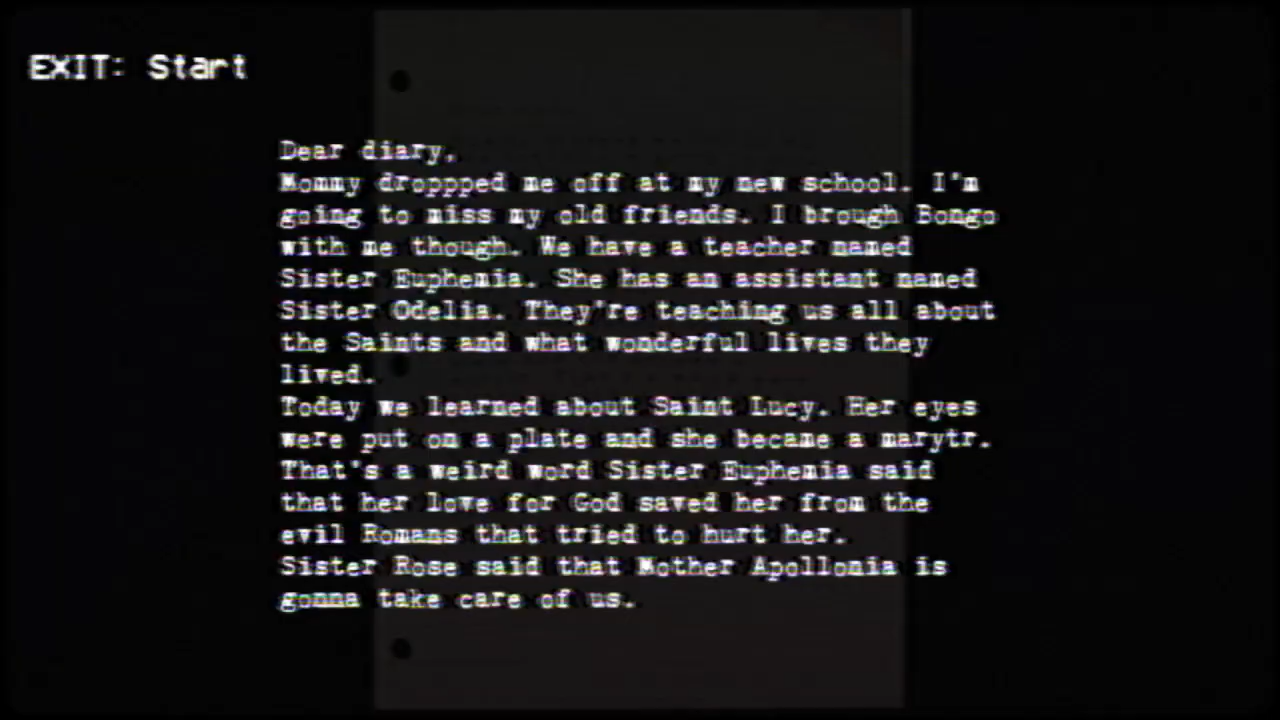 EXIT: Start
Dear diary,
Mommy droppped me off at my new school. I'm
going to miss my old friends. I brough Bongo
with me though. We have a teacher named
Sister Euphemia. She has an assistant named
Sister Odelia. They're teaching us all about
the Saints and what wonderful lives they
lived.
Today we learned about Saint Lucy. Her eyes
were put on a plate and she became a marytr.
That's a weird word Sister Euphemia said
that her love for God saved her from the
evil Romans that tried to hurt her.
Sister Rose said that Mother Apollonia is
gonna take care of us.